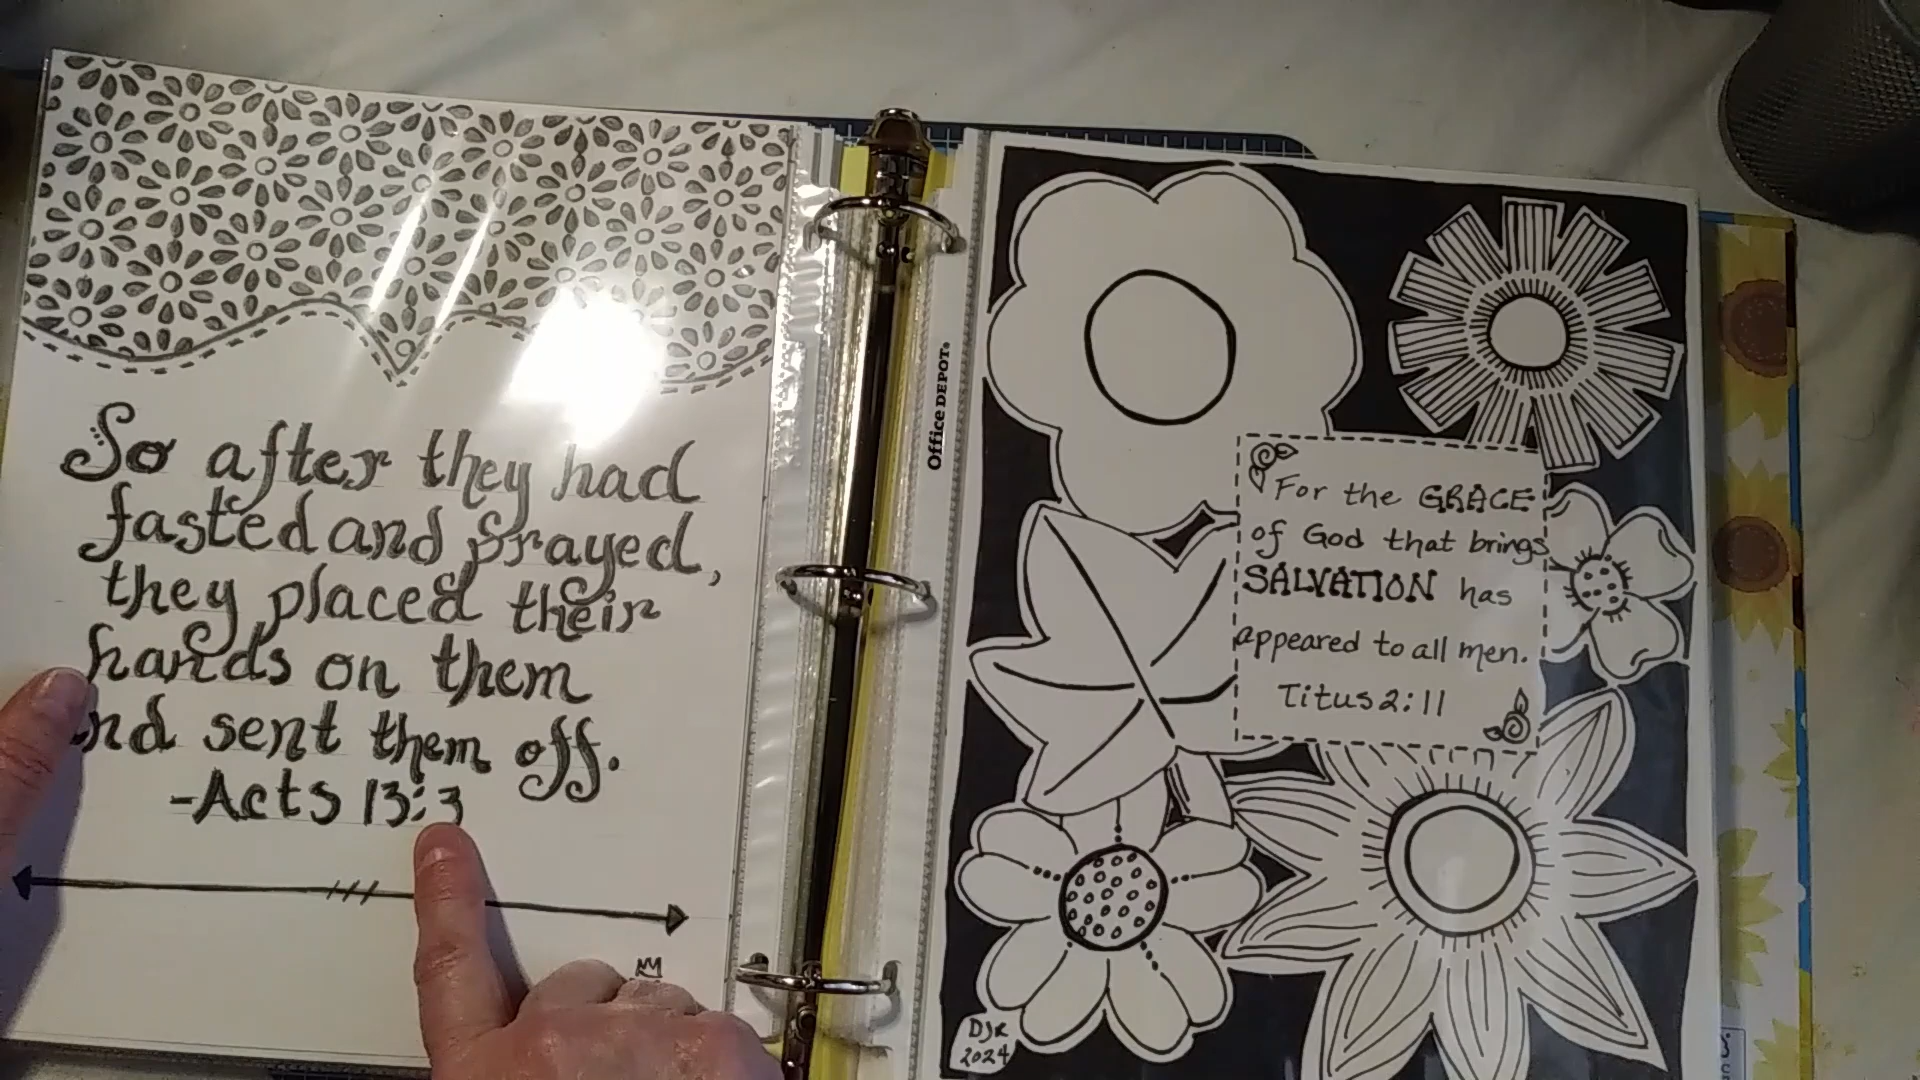 So after they had
fasted and prayed,
they placed their
hands on them
and sent them off.
-Acts 13:3
Office DEPOT®
For the GRACE
of God that brings
SALVATION has
appeared to all men.
Titus 2:11
DJR
2024